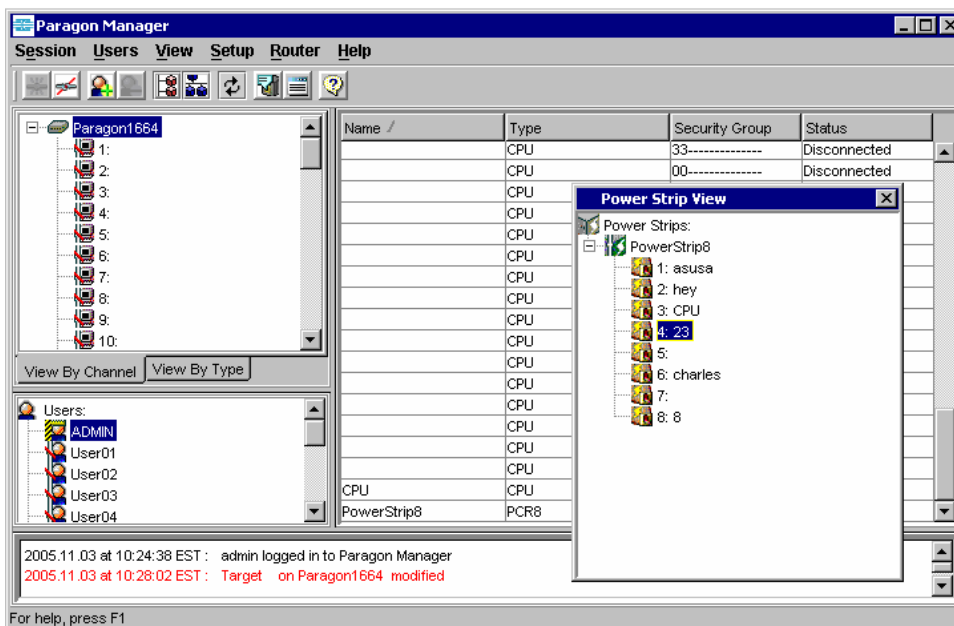 Paragon Manager
Session Users View Setup Router Help
Paragon1664
1:
2:
3:
4:
5:
6:
7:
8:
9:
10:
View By Channel View By Type
Users:
ADMIN
User01
User02
User03
User04
Name Type Security Group Status
CPU 33-------------- Disconnected
CPU 00-------------- Disconnected
CPU
CPU
CPU
CPU
CPU
CPU
CPU
CPU
CPU
CPU
CPU
CPU
CPU
CPU
CPU CPU
PowerStrip8 PCR8
Power Strip View
Power Strips:
PowerStrip8
1: asusa
2: hey
3: CPU
4: 23
5:
6: charles
7:
8: 8
2005.11.03 at 10:24:38 EST : admin logged in to Paragon Manager
2005.11.03 at 10:28:02 EST : Target on Paragon1664 modified
For help, press F1